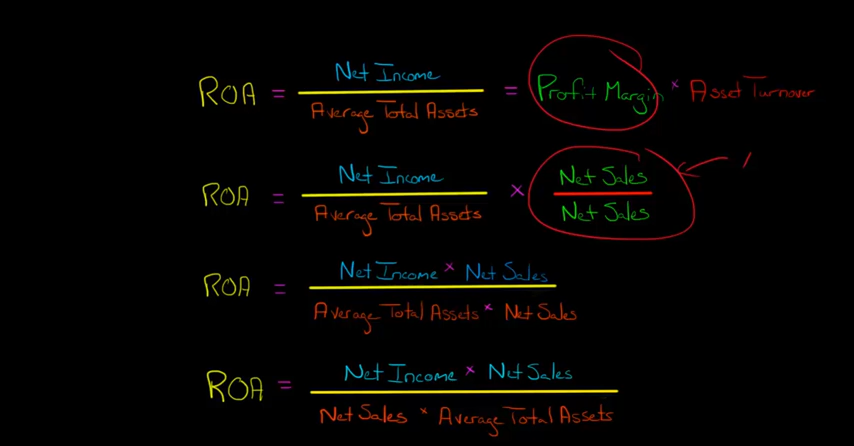 ROA = Net Income / Average Total Assets = Profit Margin × Asset Turnover
ROA = Net Income / Average Total Assets × Net Sales / Net Sales
ROA = Net Income × Net Sales / Average Total Assets × Net Sales
ROA = Net Income × Net Sales / Net Sales × Average Total Assets